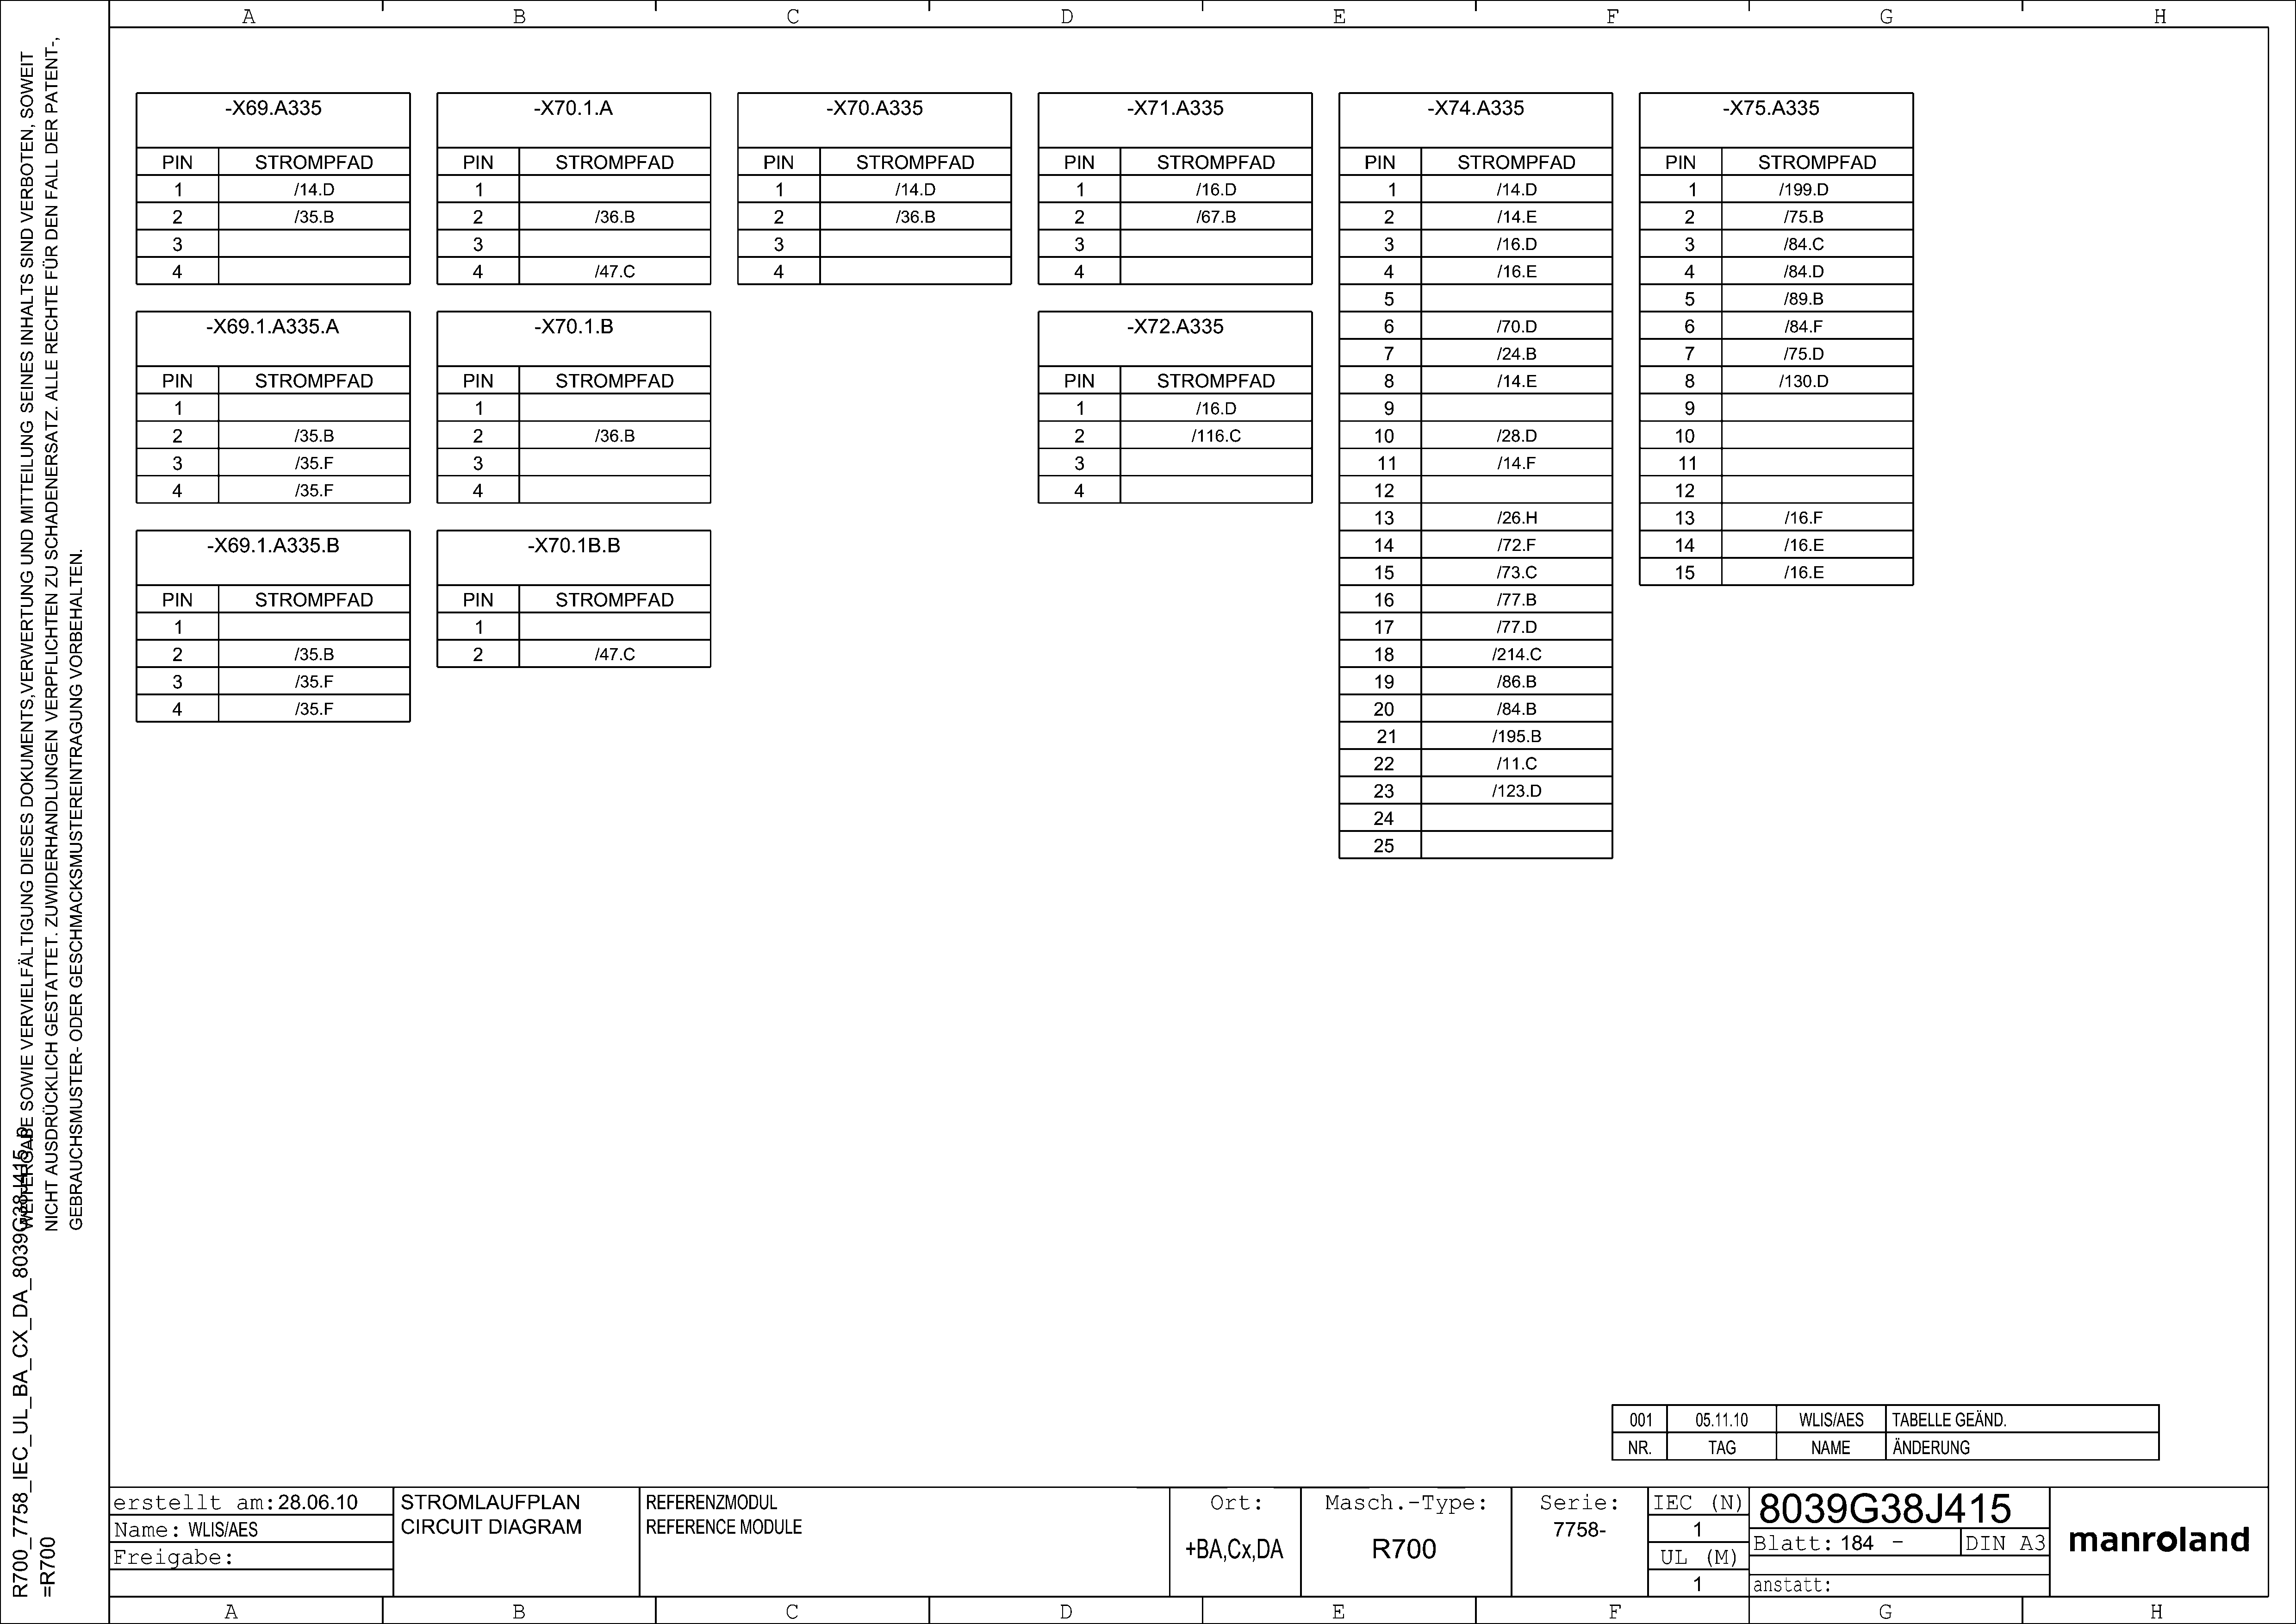 A B C D E F G H
-X69.A335
PIN STROMPFAD
1 /14.D
2 /35.B
3
4
-X69.1.A335.A
PIN STROMPFAD
1
2 /35.B
3 /35.F
4 /35.F
-X69.1.A335.B
PIN STROMPFAD
1
2 /35.B
3 /35.F
4 /35.F
-X70.1.A
PIN STROMPFAD
1
2 /36.B
3
4 /47.C
-X70.1.B
PIN STROMPFAD
1
2 /36.B
3
4
-X70.1B.B
PIN STROMPFAD
1
2 /47.C
-X70.A335
PIN STROMPFAD
1 /14.D
2 /36.B
3
4
-X71.A335
PIN STROMPFAD
1 /16.D
2 /67.B
3
4
-X72.A335
PIN STROMPFAD
1 /16.D
2 /116.C
3
4
-X74.A335
PIN STROMPFAD
1 /14.D
2 /14.E
3 /16.D
4 /16.E
5
6 /70.D
7 /24.B
8 /14.E
9
10 /28.D
11 /14.F
12
13 /26.H
14 /72.F
15 /73.C
16 /77.B
17 /77.D
18 /214.C
19 /86.B
20 /84.B
21 /195.B
22 /11.C
23 /123.D
24
25
-X75.A335
PIN STROMPFAD
1 /199.D
2 /75.B
3 /84.C
4 /84.D
5 /89.B
6 /84.F
7 /75.D
8 /130.D
9
10
11
12
13 /16.F
14 /16.E
15 /16.E
WEITERGABE SOWIE VERVIELFÄLTIGUNG DIESES DOKUMENTS,VERWERTUNG UND MITTEILUNG SEINES INHALTS SIND VERBOTEN, SOWEIT
NICHT AUSDRÜCKLICH GESTATTET. ZUWIDERHANDLUNGEN VERPFLICHTEN ZU SCHADENERSATZ. ALLE RECHTE FÜR DEN FALL DER PATENT-,
GEBRAUCHSMUSTER- ODER GESCHMACKSMUSTEREINTRAGUNG VORBEHALTEN.
R700_7758_IEC_UL_BA_CX_DA_8039G38J415_D
=R700
001 05.11.10 WLIS/AES TABELLE GEÄND.
NR. TAG NAME ÄNDERUNG
erstellt am: 28.06.10
Name: WLIS/AES
Freigabe:
STROMLAUFPLAN
CIRCUIT DIAGRAM
REFERENZMODUL
REFERENCE MODULE
Ort:
+BA,Cx,DA
Masch.-Type:
R700
Serie:
7758-
IEC (N)
1
UL (M)
1
8039G38J415
Blatt: 184 - DIN A3
anstatt:
manroland
A B C D E F G H